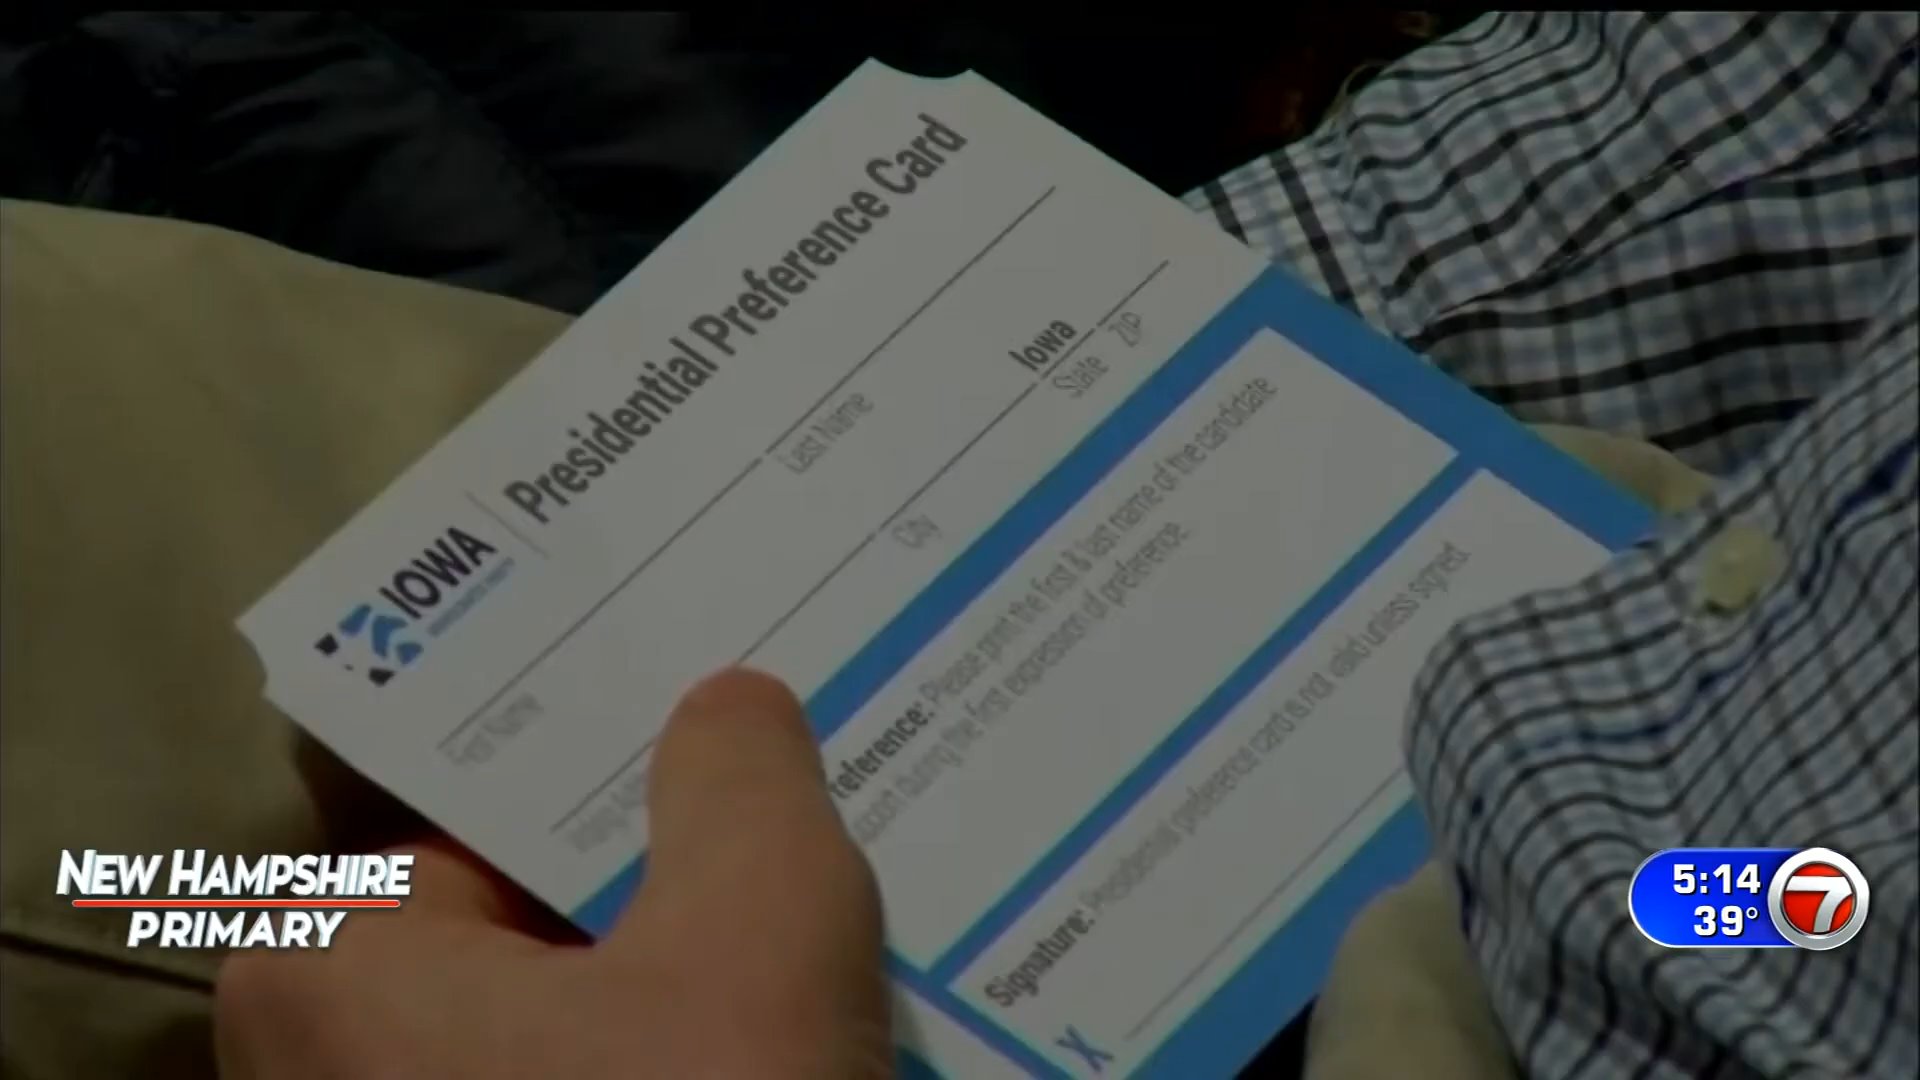 Presidential Preference Card
IOWA
First Name
Last Name
City
Iowa
State
ZIP
reference: Please print the first & last name of the candidate
support during the first expression of preference.
Signature: Presidential preference card is not valid unless signed
X
NEW HAMPSHIRE
PRIMARY
5:14
39°
7